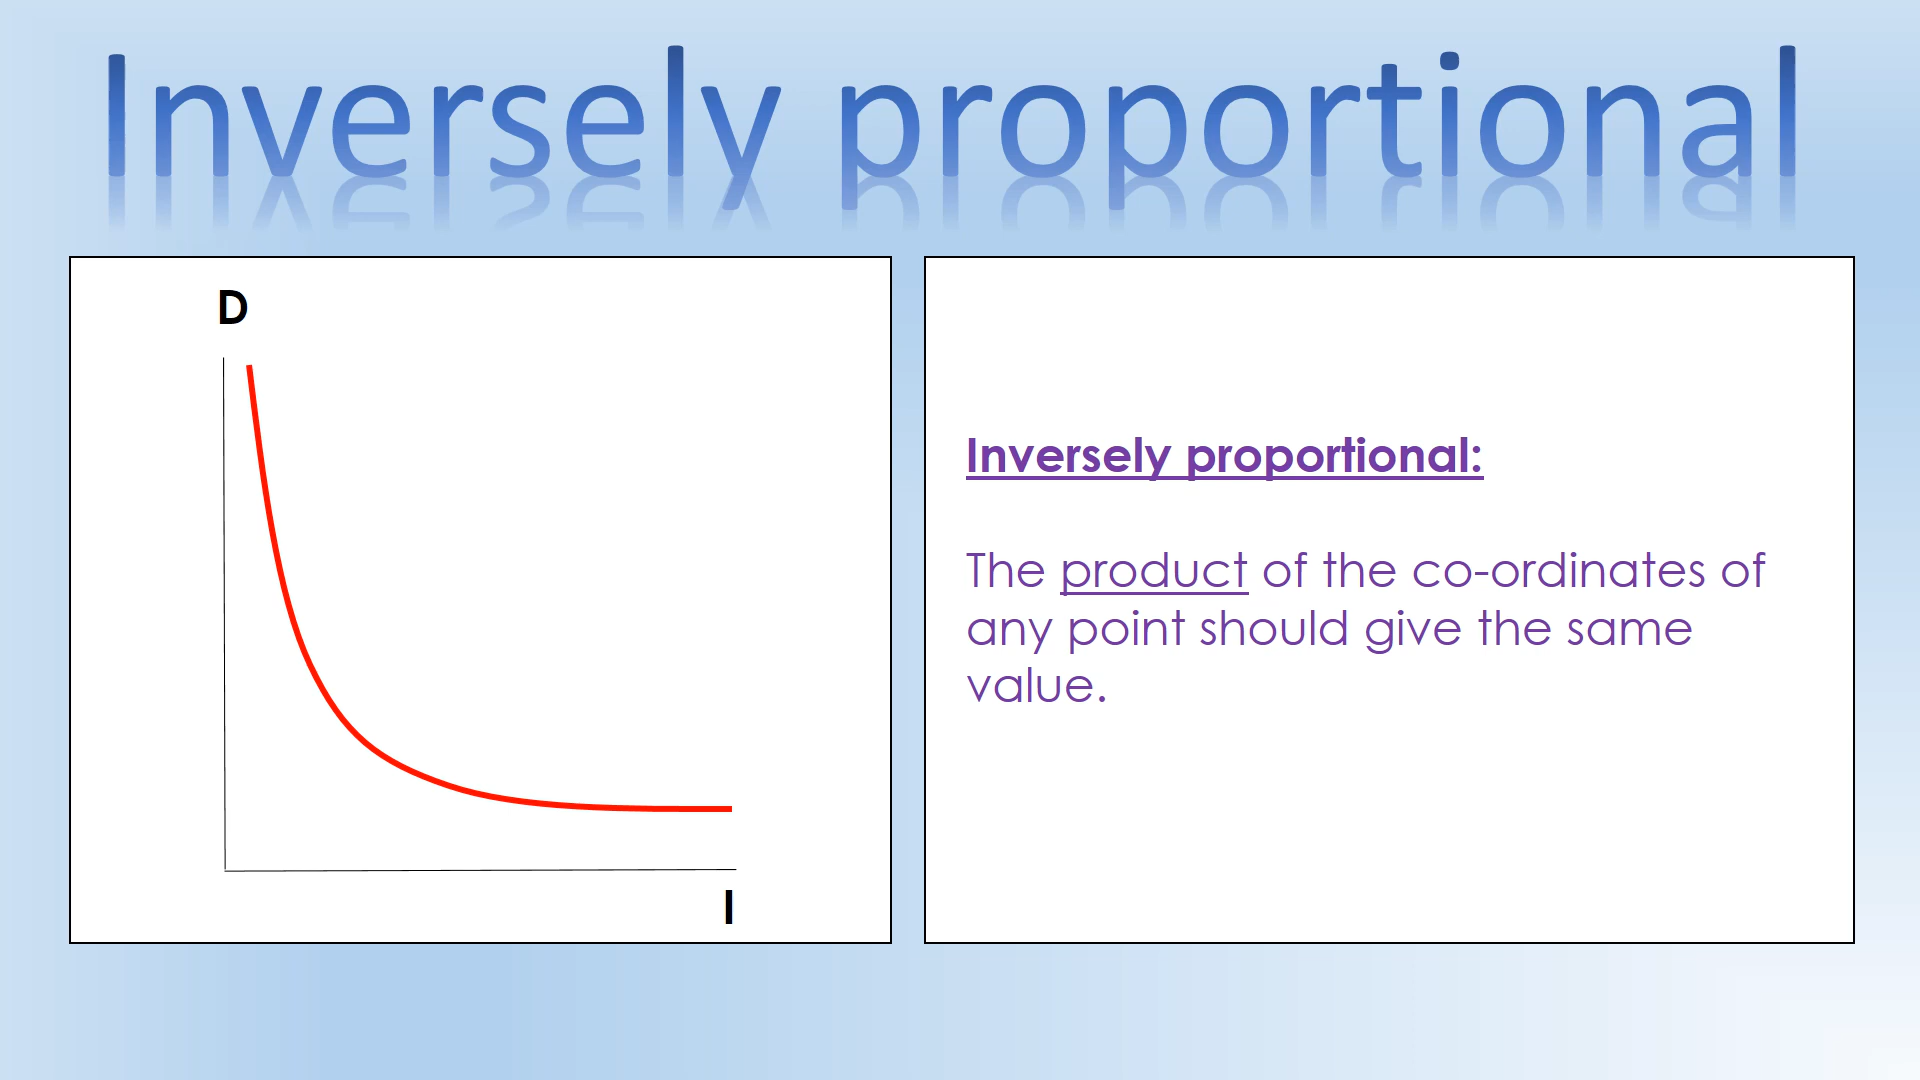 Inversely proportional
D
I
Inversely proportional:
The product of the co-ordinates of
any point should give the same
value.